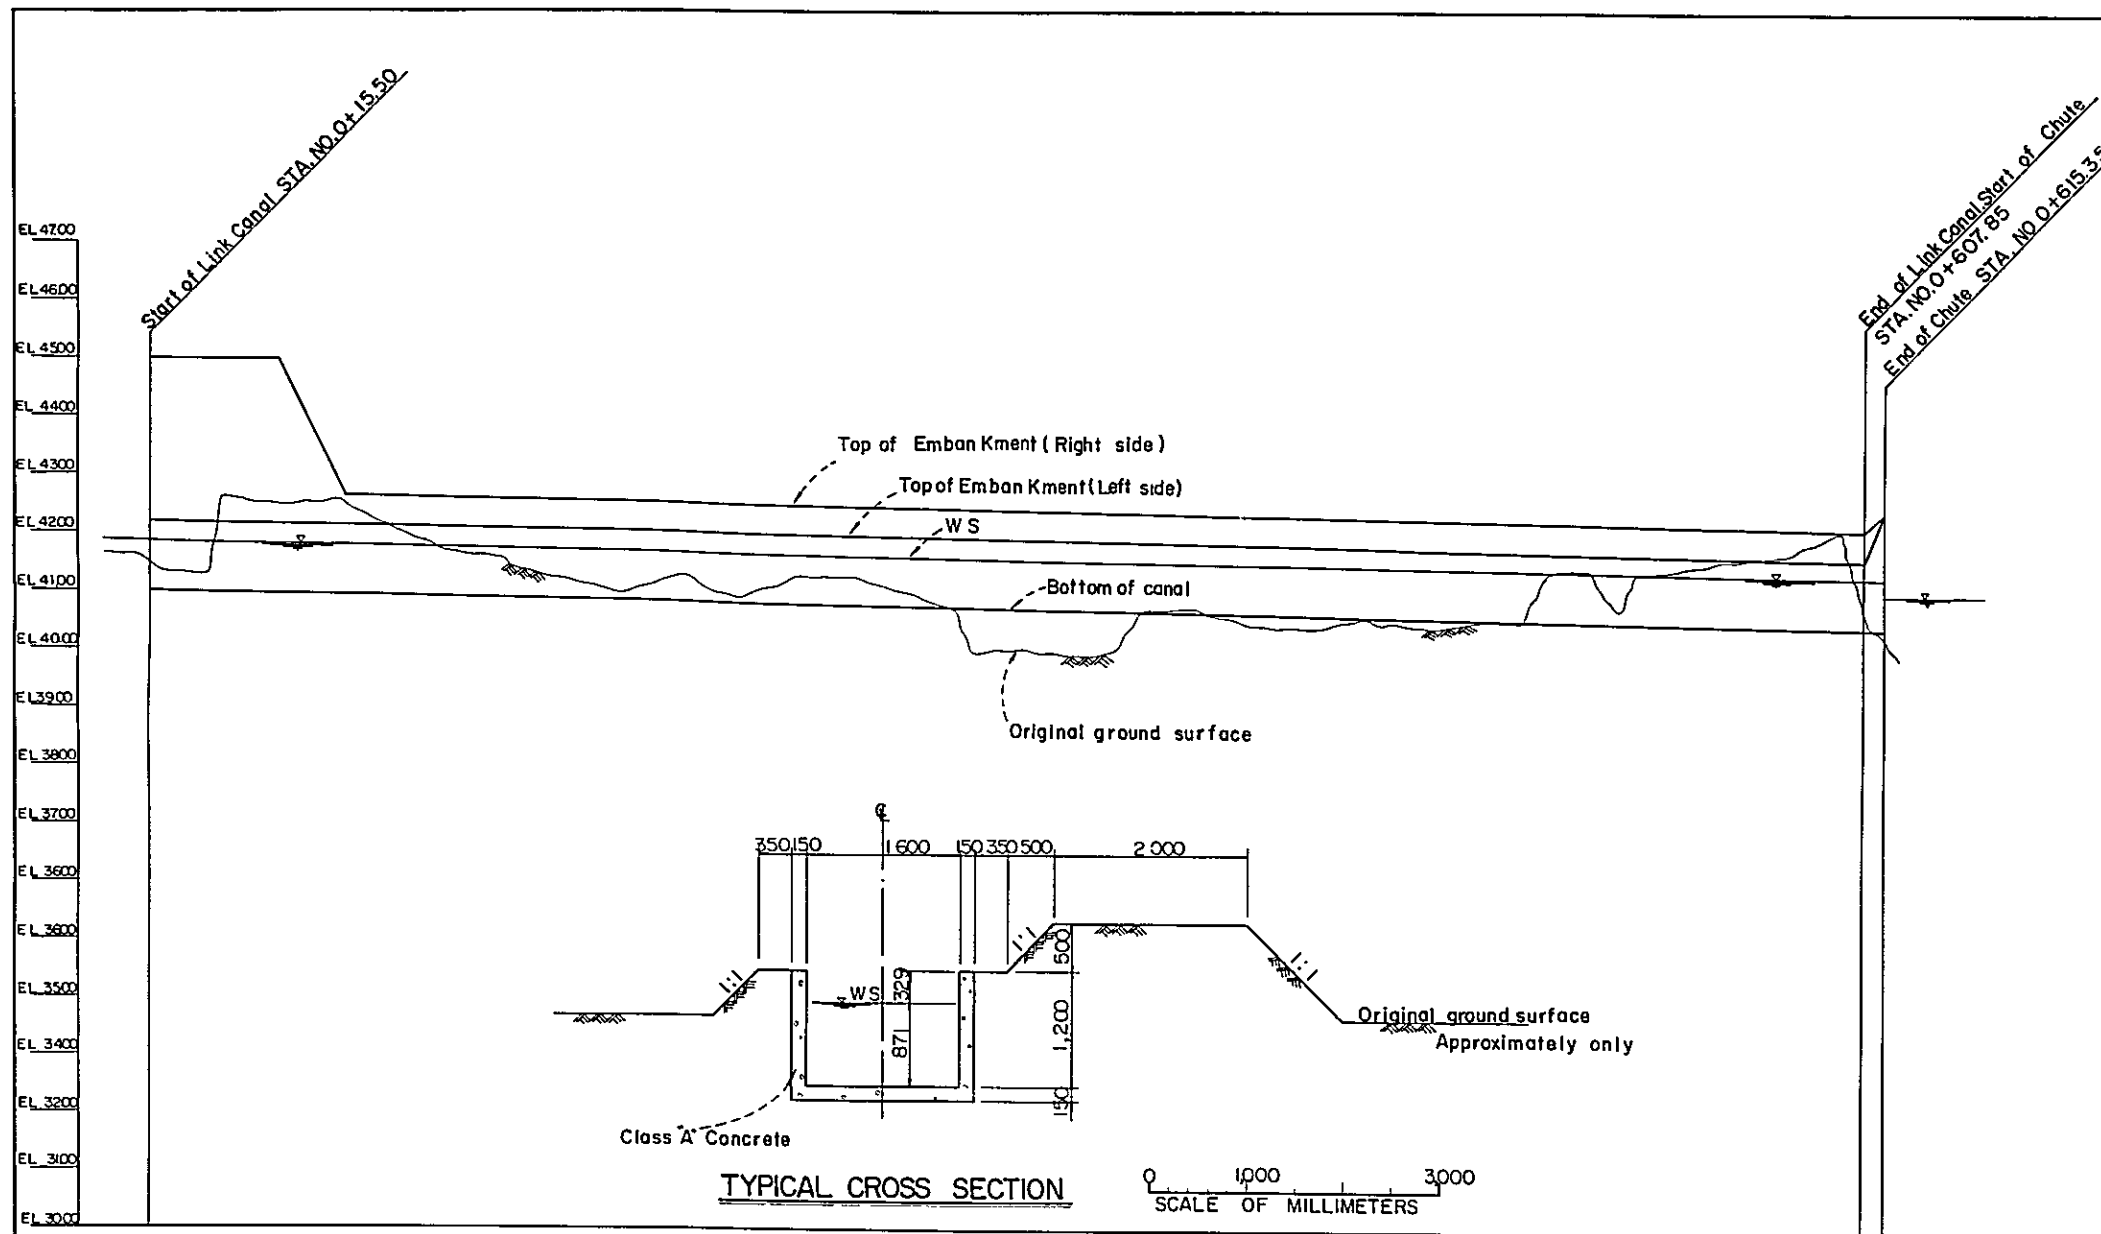 Start of Link Canal STA. NO. 0+15.50
End of Link Canal, Start of Chute
STA. NO. 0+607.85
End of Chute STA. NO 0+615.3
EL 47.00
EL 46.00
EL 45.00
EL 44.00
EL 43.00
EL 42.00
EL 41.00
EL 40.00
EL 39.00
EL 38.00
EL 37.00
EL 36.00
EL 36.00
EL 35.00
EL 34.00
EL 32.00
EL 31.00
EL 30.00
Top of Emban Kment ( Right side )
Top of Emban Kment (Left side)
W S
Bottom of canal
Original ground surface
℄
350 150 1 600 150 350 500 2 000
1:1
1:1
1:1
500
329
WS
871
1,200
150
Original ground surface
Approximately only
Class A' Concrete
TYPICAL CROSS SECTION
0 1,000 3,000
SCALE OF MILLIMETERS